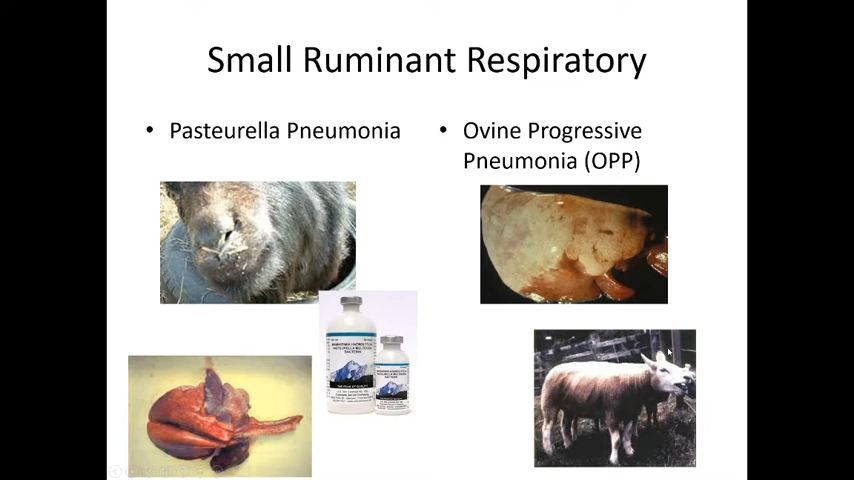 Small Ruminant Respiratory
• Pasteurella Pneumonia
• Ovine Progressive
Pneumonia (OPP)